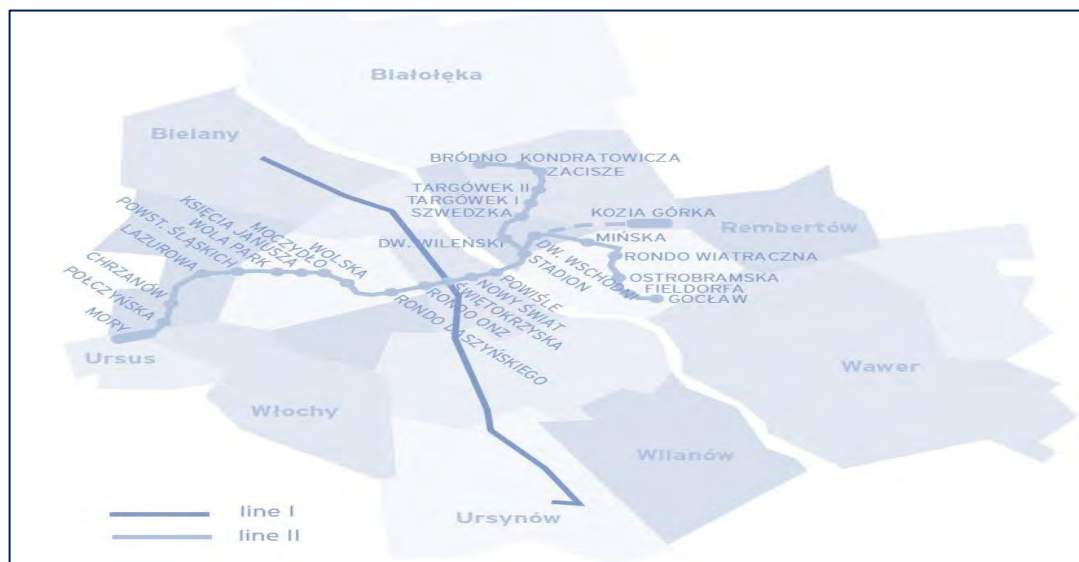 Białołęka
Bielany
BRÓDNO
KONDRATOWICZA
ZACISZE
TARGÓWEK II
TARGÓWEK I
SZWEDZKA
KOZIA GÓRKA
Rembertów
DW. WILEŃSKI
MIŃSKA
RONDO WIATRACZNA
OSTROBRAMSKA
FIELDORFA
GOCŁAW
DW. WSCHODNI
STADION
POWIŚLE
NOWY ŚWIAT
ŚWIĘTOKRZYSKA
RONDO ONZ
RONDO DASZYŃSKIEGO
WOLSKA
MOCZYDŁO
KSIĘCIA JANUSZA
WOLA PARK
POWST. ŚLĄSKICH
LAZUROWA
CHRZANÓW
POŁCZYŃSKA
MORY
Ursus
Wawer
Włochy
Wilanów
Ursynów
line I
line II